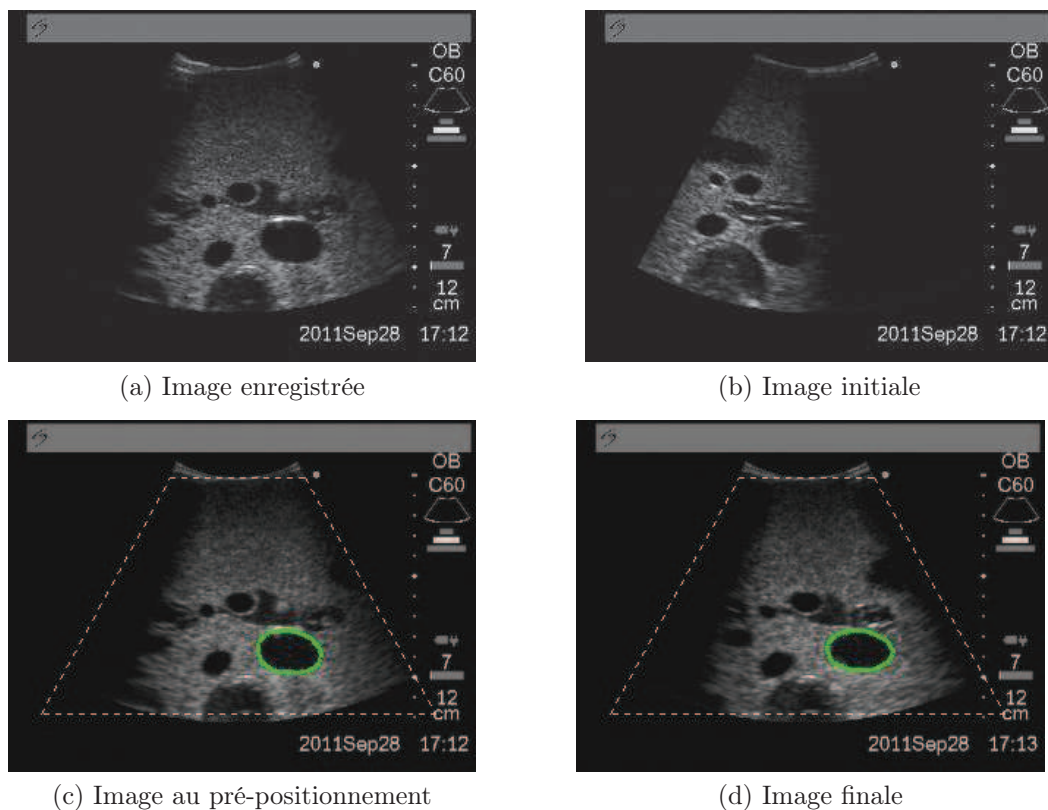 OB
C60
7
12
cm
2011Sep28 17:12
(a) Image enregistrée
OB
C60
7
12
cm
2011Sep28 17:12
(b) Image initiale
OB
C60
7
12
cm
2011Sep28 17:12
(c) Image au pré-positionnement
OB
C60
7
12
cm
2011Sep28 17:13
(d) Image finale